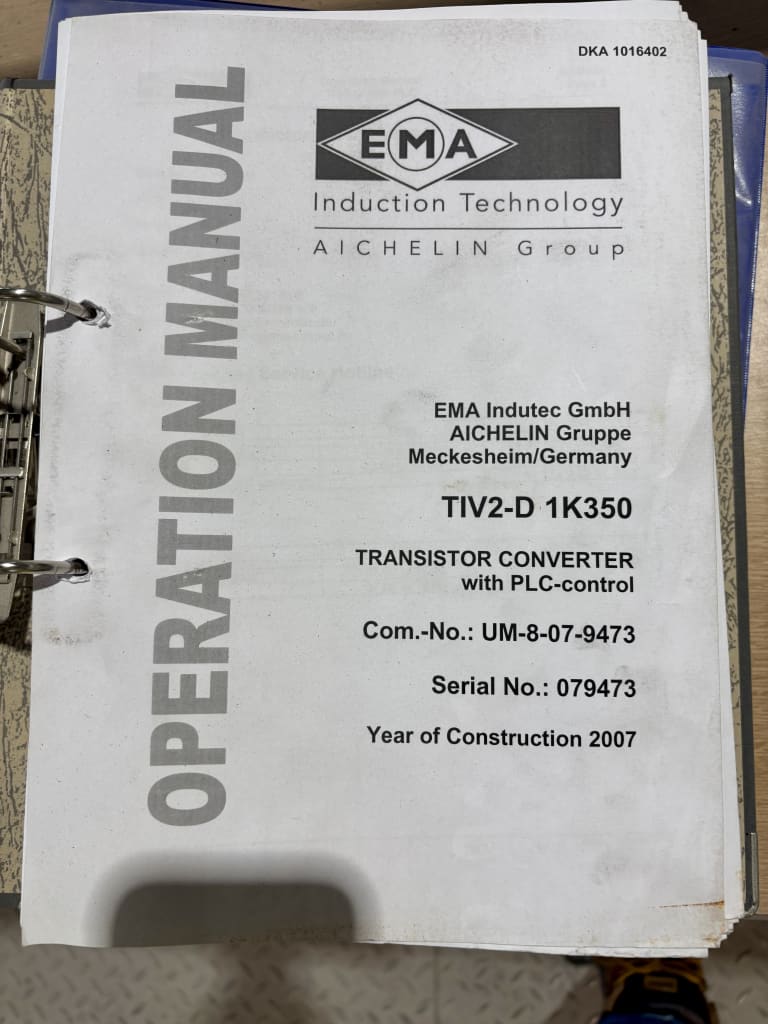 DKA 1016402
EMA
Induction Technology
AICHELIN Group
OPERATION MANUAL
EMA Indutec GmbH
AICHELIN Gruppe
Meckesheim/Germany
TIV2-D 1K350
TRANSISTOR CONVERTER
with PLC-control
Com.-No.: UM-8-07-9473
Serial No.: 079473
Year of Construction 2007